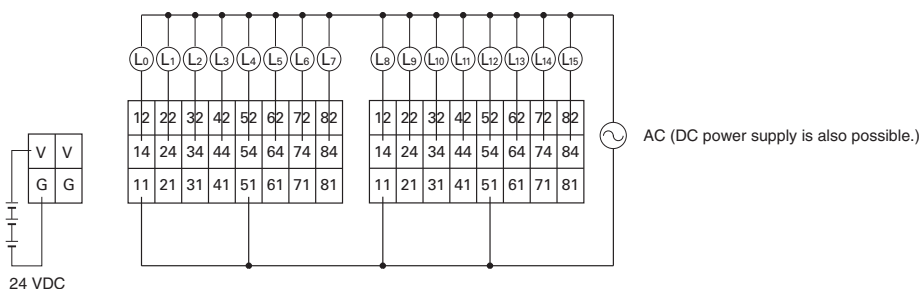 L0 L1 L2 L3 L4 L5 L6 L7 L8 L9 L10 L11 L12 L13 L14 L15
12 22 32 42 52 62 72 82 12 22 32 42 52 62 72 82
AC (DC power supply is also possible.)
V V 14 24 34 44 54 64 74 84 14 24 34 44 54 64 74 84
G G 11 21 31 41 51 61 71 81 11 21 31 41 51 61 71 81
24 VDC